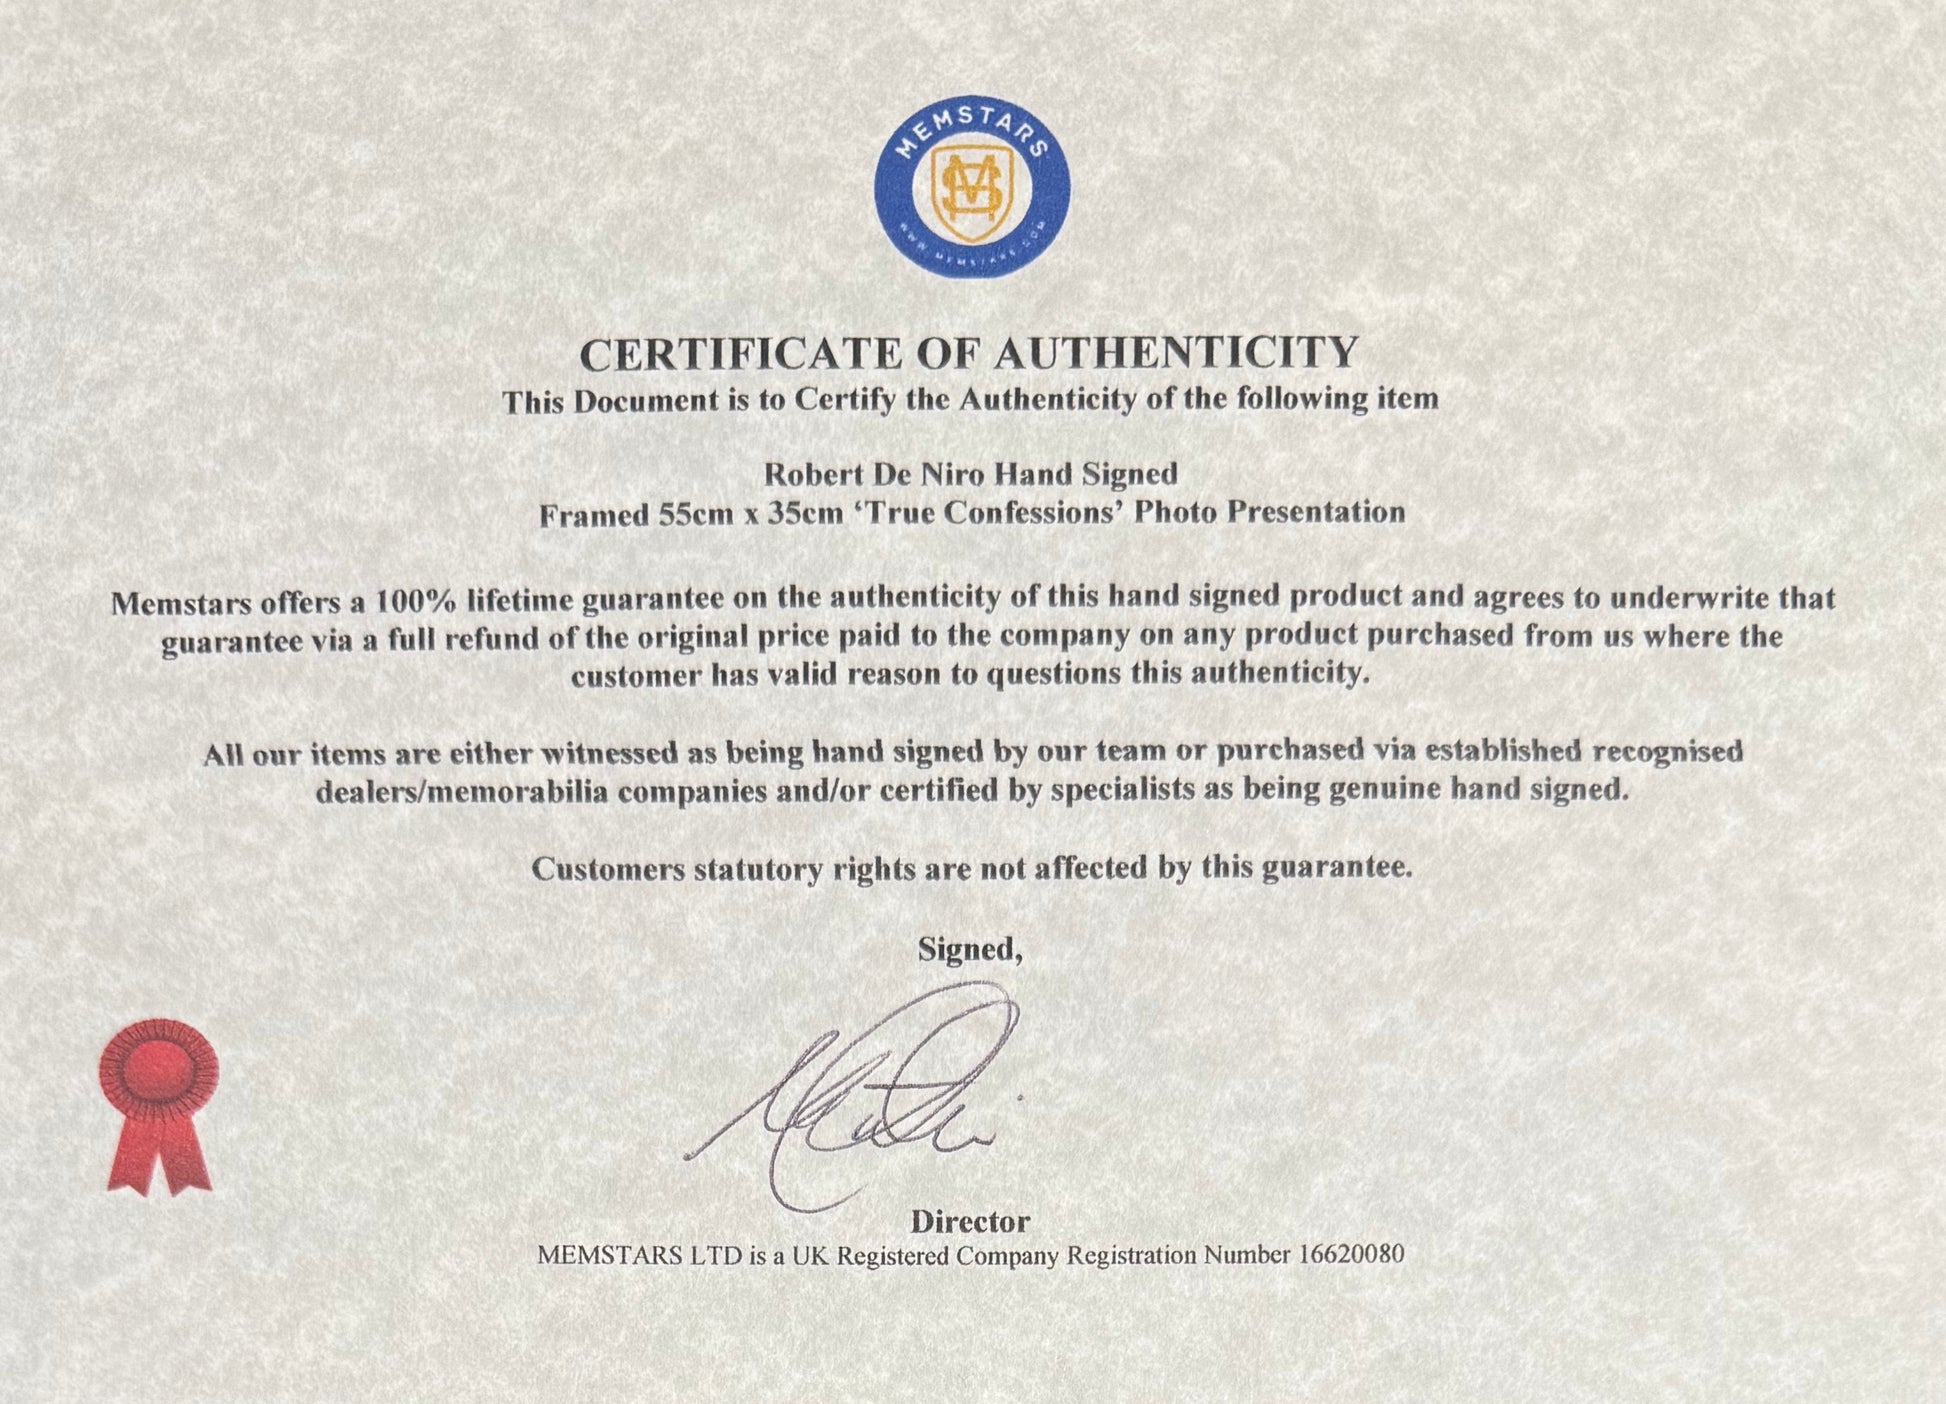 MEMSTARS
MS
WWW.MEMSTARS.COM
CERTIFICATE OF AUTHENTICITY
This Document is to Certify the Authenticity of the following item
Robert De Niro Hand Signed
Framed 55cm x 35cm ‘True Confessions’ Photo Presentation
Memstars offers a 100% lifetime guarantee on the authenticity of this hand signed product and agrees to underwrite that
guarantee via a full refund of the original price paid to the company on any product purchased from us where the
customer has valid reason to questions this authenticity.
All our items are either witnessed as being hand signed by our team or purchased via established recognised
dealers/memorabilia companies and/or certified by specialists as being genuine hand signed.
Customers statutory rights are not affected by this guarantee.
Signed,
Director
MEMSTARS LTD is a UK Registered Company Registration Number 16620080